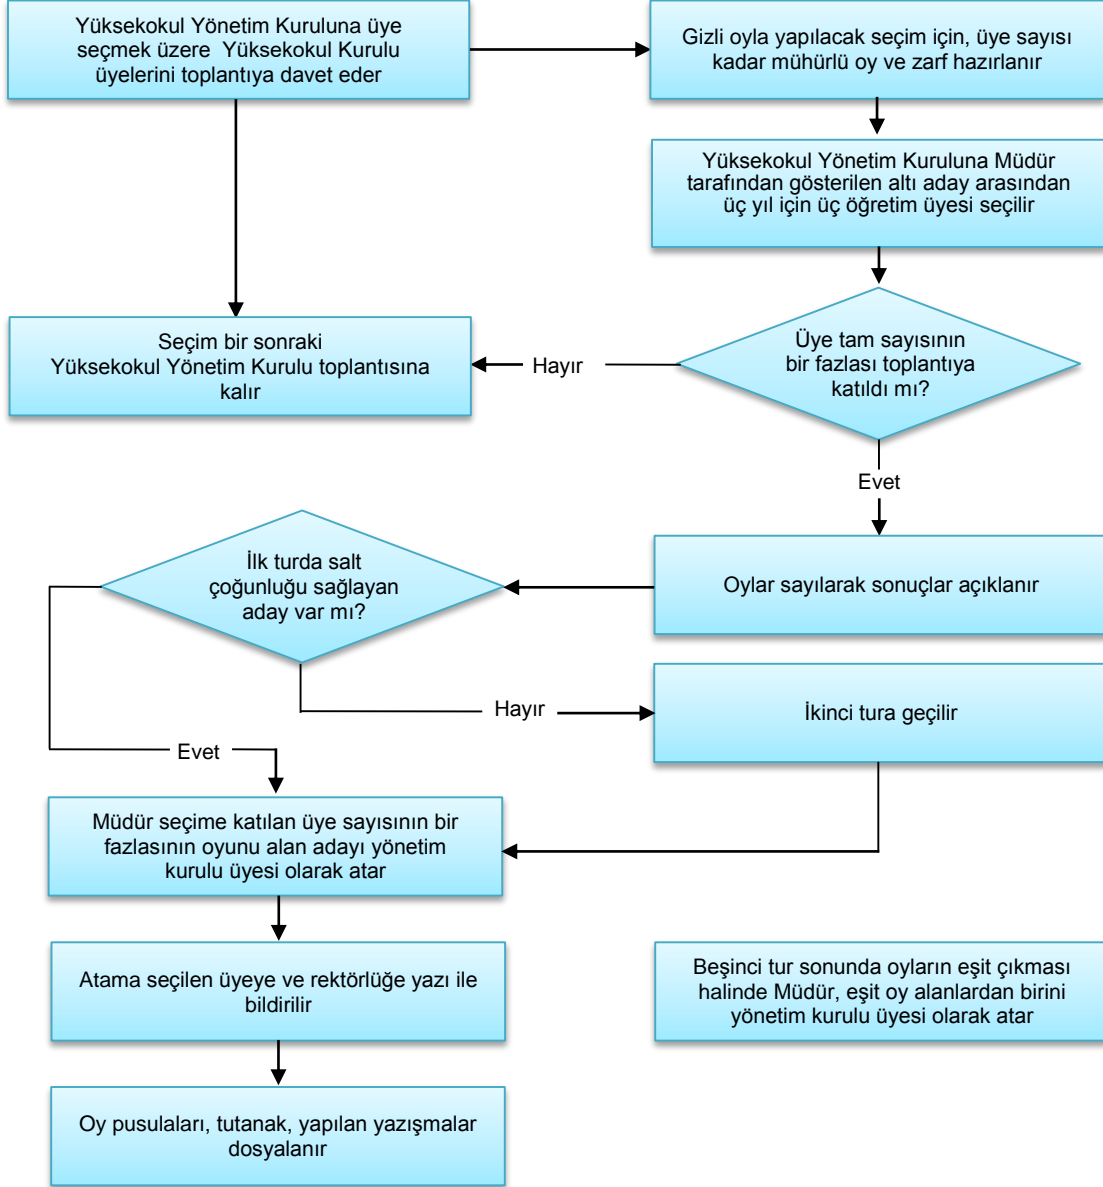 Yüksekokul Yönetim Kuruluna üye
seçmek üzere Yüksekokul Kurulu
üyelerini toplantıya davet eder
Gizli oyla yapılacak seçim için, üye sayısı
kadar mühürlü oy ve zarf hazırlanır
Yüksekokul Yönetim Kuruluna Müdür
tarafından gösterilen altı aday arasından
üç yıl için üç öğretim üyesi seçilir
Üye tam sayısının
bir fazlası toplantıya
katıldı mı?
Hayır
Seçim bir sonraki
Yüksekokul Yönetim Kurulu toplantısına
kalır
Evet
Oylar sayılarak sonuçlar açıklanır
İlk turda salt
çoğunluğu sağlayan
aday var mı?
Hayır
İkinci tura geçilir
Evet
Müdür seçime katılan üye sayısının bir
fazlasının oyunu alan adayı yönetim
kurulu üyesi olarak atar
Atama seçilen üyeye ve rektörlüğe yazı ile
bildirilir
Beşinci tur sonunda oyların eşit çıkması
halinde Müdür, eşit oy alanlardan birini
yönetim kurulu üyesi olarak atar
Oy pusulaları, tutanak, yapılan yazışmalar
dosyalanır